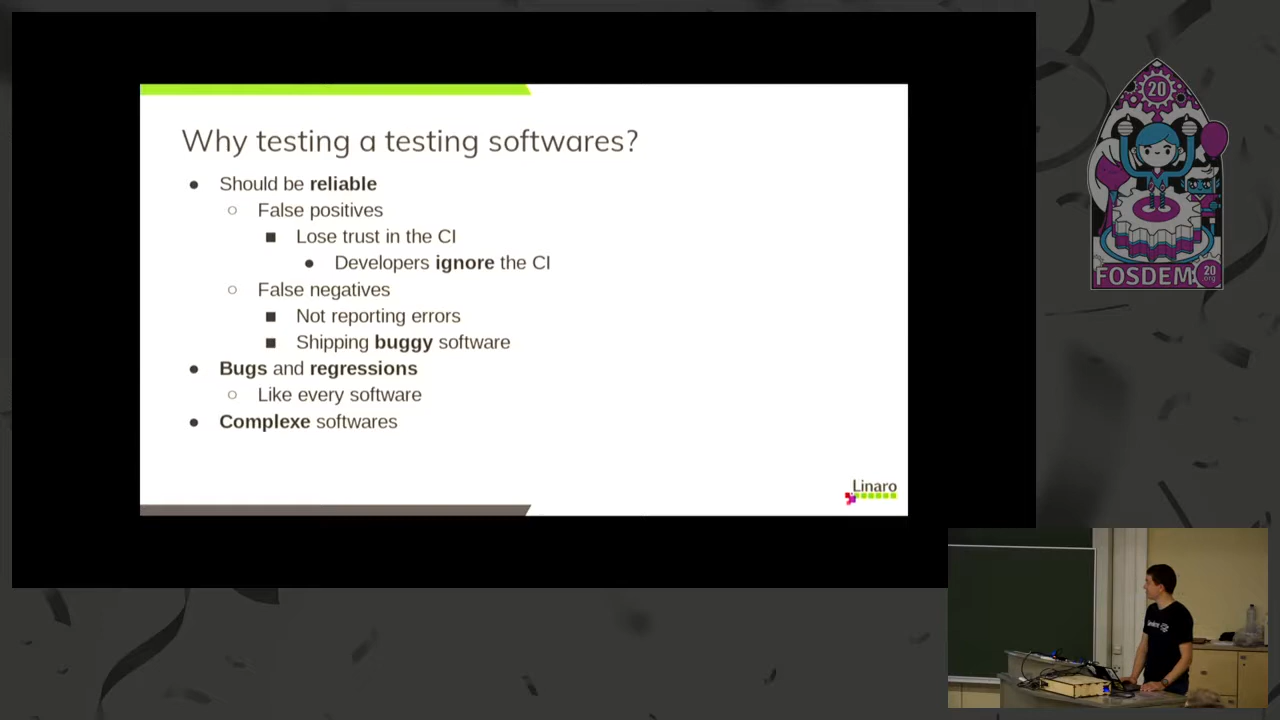 Why testing a testing softwares?
● Should be reliable
○ False positives
■ Lose trust in the CI
● Developers ignore the CI
○ False negatives
■ Not reporting errors
■ Shipping buggy software
● Bugs and regressions
○ Like every software
● Complexe softwares
Linaro
20
FOSDEM
20
.org